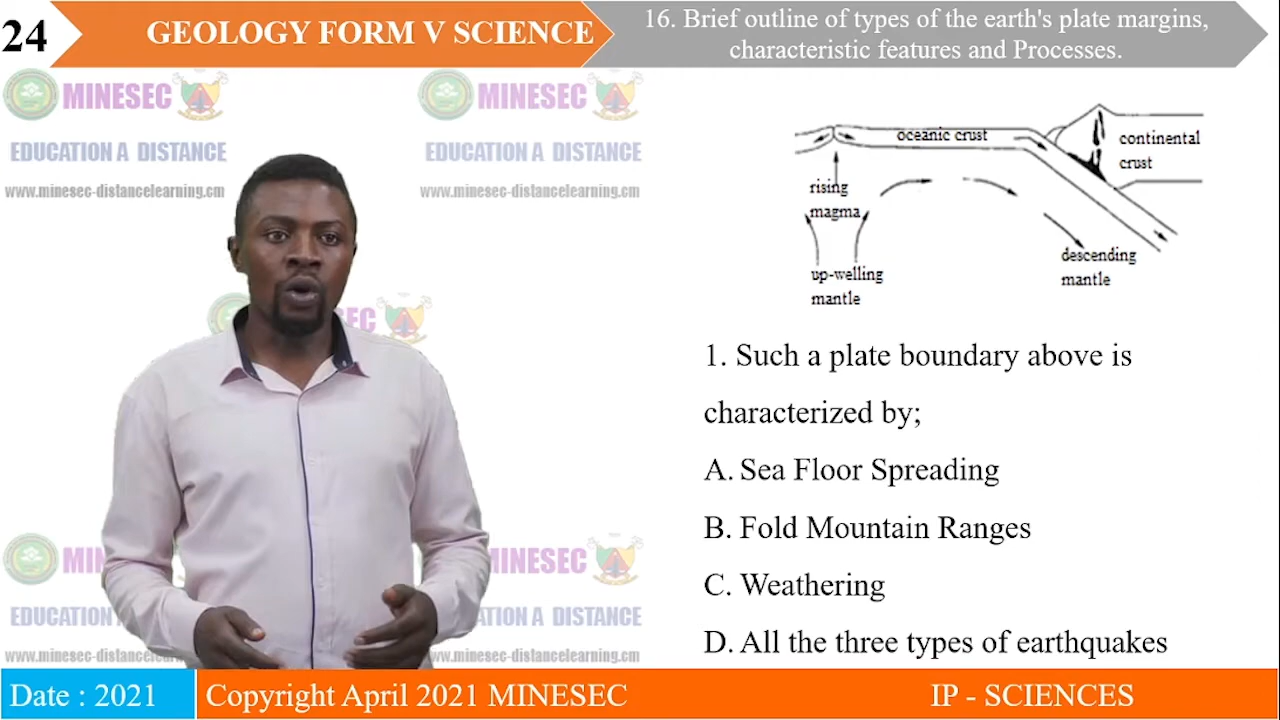 24
GEOLOGY FORM V SCIENCE
16. Brief outline of types of the earth's plate margins,
characteristic features and Processes.
MINESEC
MINESEC
EDUCATION A DISTANCE
EDUCATION A DISTANCE
www.minesec-distancelearning.cm
www.minesec-distancelearning.cm
oceanic crust
continental
crust
rising
magma
up-welling
mantle
descending
mantle
1. Such a plate boundary above is
characterized by;
A. Sea Floor Spreading
B. Fold Mountain Ranges
C. Weathering
D. All the three types of earthquakes
Date : 2021
Copyright April 2021 MINESEC
IP - SCIENCES